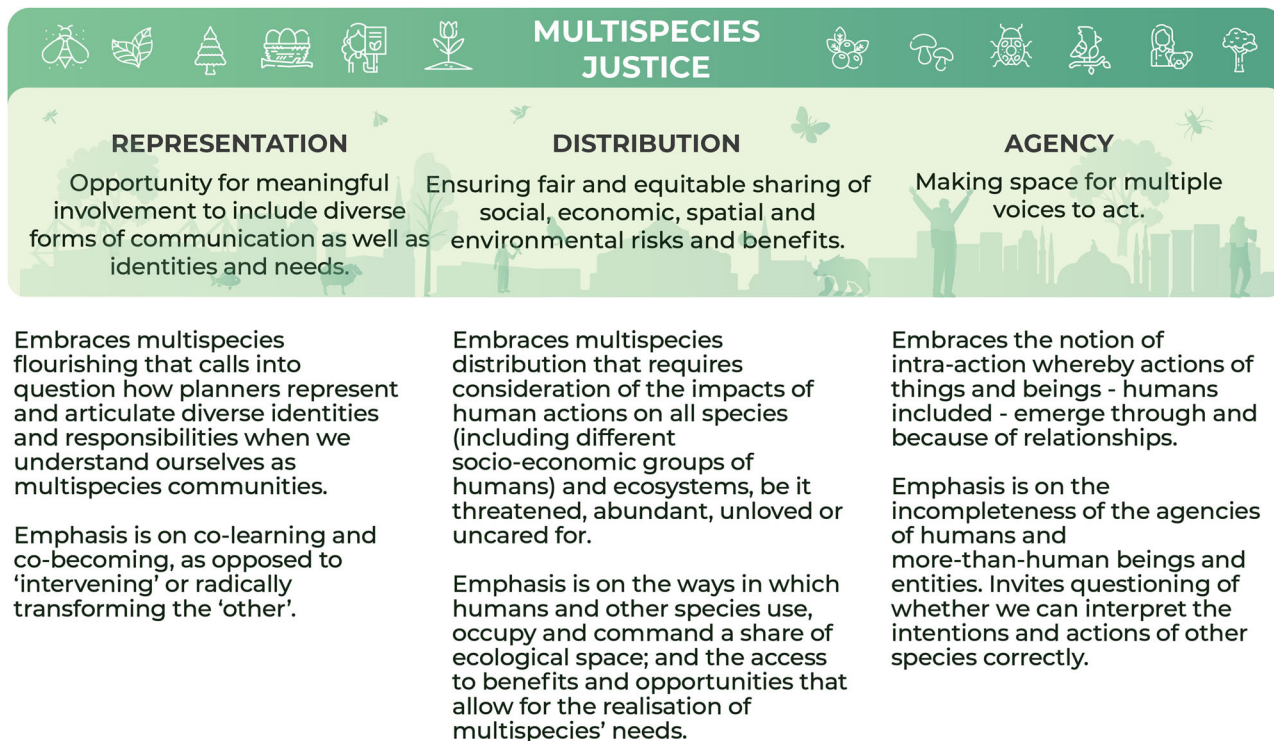 MULTISPECIES
JUSTICE
REPRESENTATION
Opportunity for meaningful
involvement to include diverse
forms of communication as well as
identities and needs.
DISTRIBUTION
Ensuring fair and equitable sharing of
social, economic, spatial and
environmental risks and benefits.
AGENCY
Making space for multiple
voices to act.
Embraces multispecies
flourishing that calls into
question how planners represent
and articulate diverse identities
and responsibilities when we
understand ourselves as
multispecies communities.
Emphasis is on co-learning and
co-becoming, as opposed to
‘intervening’ or radically
transforming the ‘other’.
Embraces multispecies
distribution that requires
consideration of the impacts of
human actions on all species
(including different
socio-economic groups of
humans) and ecosystems, be it
threatened, abundant, unloved or
uncared for.
Emphasis is on the ways in which
humans and other species use,
occupy and command a share of
ecological space; and the access
to benefits and opportunities that
allow for the realisation of
multispecies’ needs.
Embraces the notion of
intra-action whereby actions of
things and beings - humans
included - emerge through and
because of relationships.
Emphasis is on the
incompleteness of the agencies
of humans and
more-than-human beings and
entities. Invites questioning of
whether we can interpret the
intentions and actions of other
species correctly.